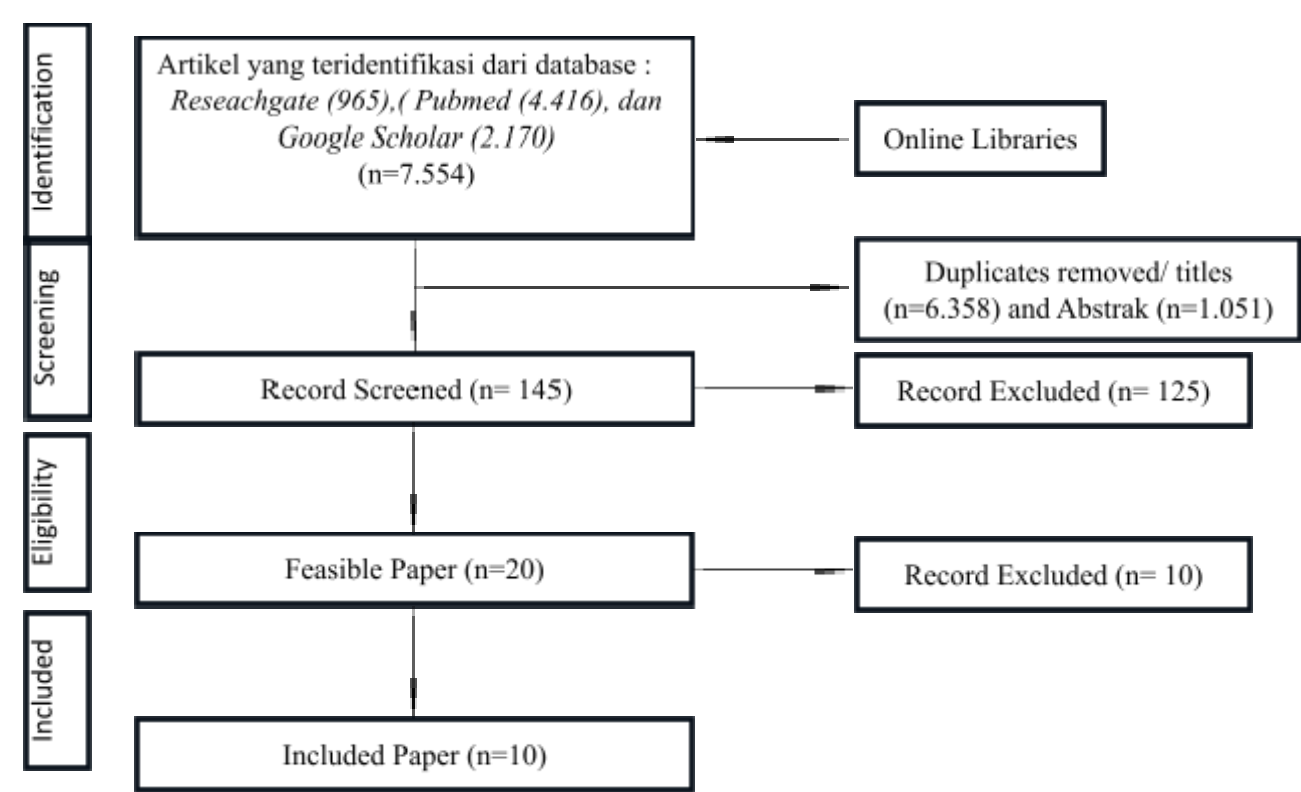 Identification
Artikel yang teridentifikasi dari database :
Reseachgate (965),( Pubmed (4.416), dan
Google Scholar (2.170)
(n=7.554)
Online Libraries
Screening
Duplicates removed/ titles
(n=6.358) and Abstrak (n=1.051)
Record Screened (n= 145)
Record Excluded (n= 125)
Eligibility
Feasible Paper (n=20)
Record Excluded (n= 10)
Included
Included Paper (n=10)